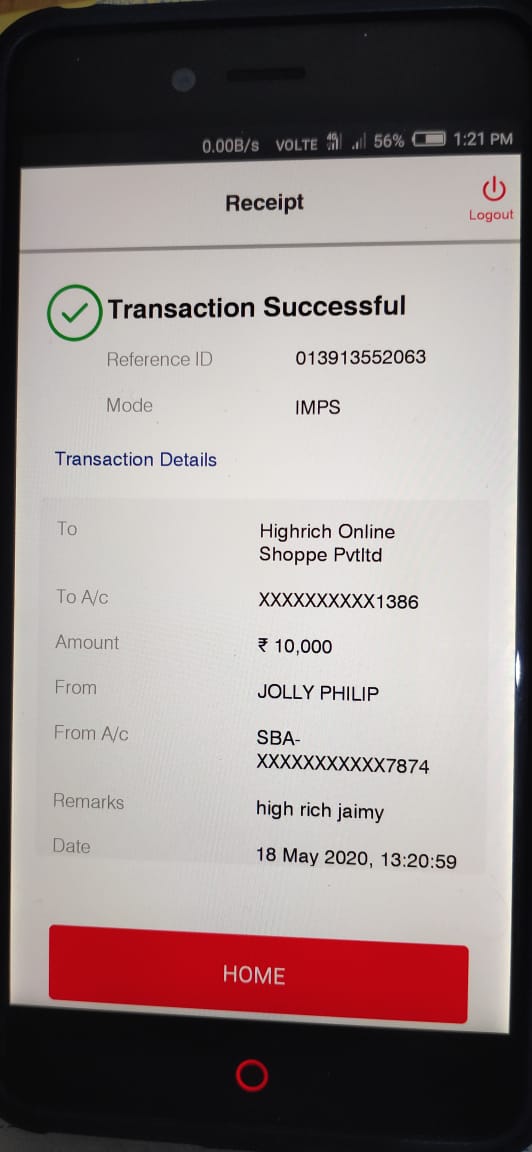 0.00B/s VOLTE 4G 56% 1:21 PM
Receipt
Logout
Transaction Successful
Reference ID 013913552063
Mode IMPS
Transaction Details
To Highrich Online
Shoppe Pvtltd
To A/c XXXXXXXXXX1386
Amount ₹ 10,000
From JOLLY PHILIP
From A/c SBA-
XXXXXXXXXXX7874
Remarks high rich jaimy
Date 18 May 2020, 13:20:59
HOME